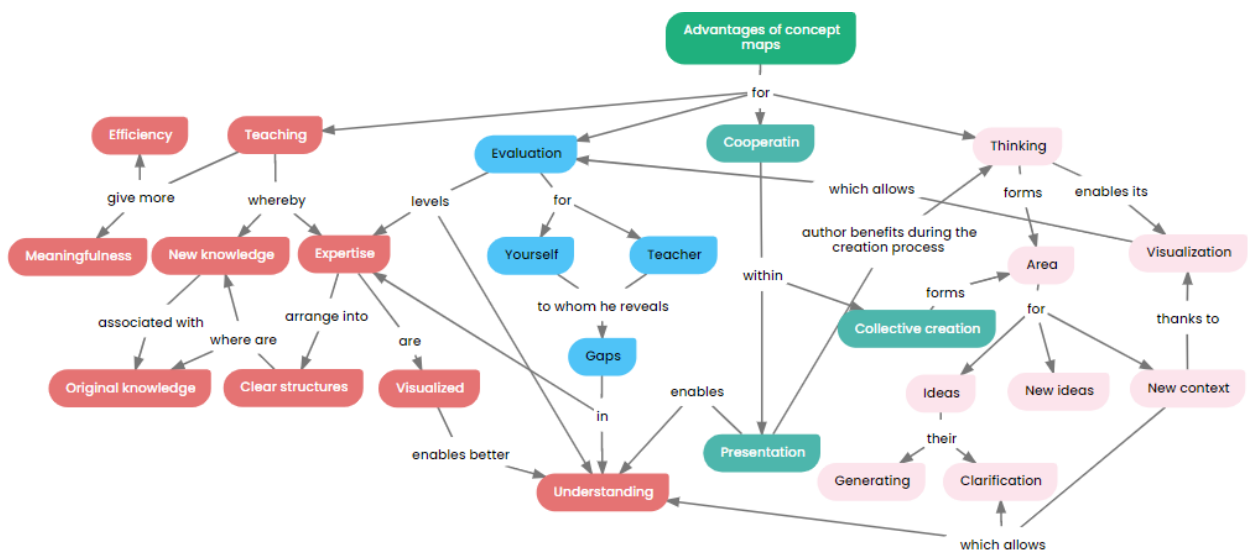 Advantages of concept
maps
for
Efficiency
Teaching
Cooperatin
Evaluation
Thinking
give more
whereby
levels
for
which allows
forms
enables its
author benefits during the
creation process
Meaningfulness
New knowledge
Expertise
Yourself
Teacher
Visualization
Area
within
to whom he reveals
forms
associated with
arrange into
where are
are
for
thanks to
Collective creation
Gaps
Original knowledge
Clear structures
Visualized
enables
Ideas
New ideas
New context
in
their
enables better
Presentation
Generating
Clarification
Understanding
which allows